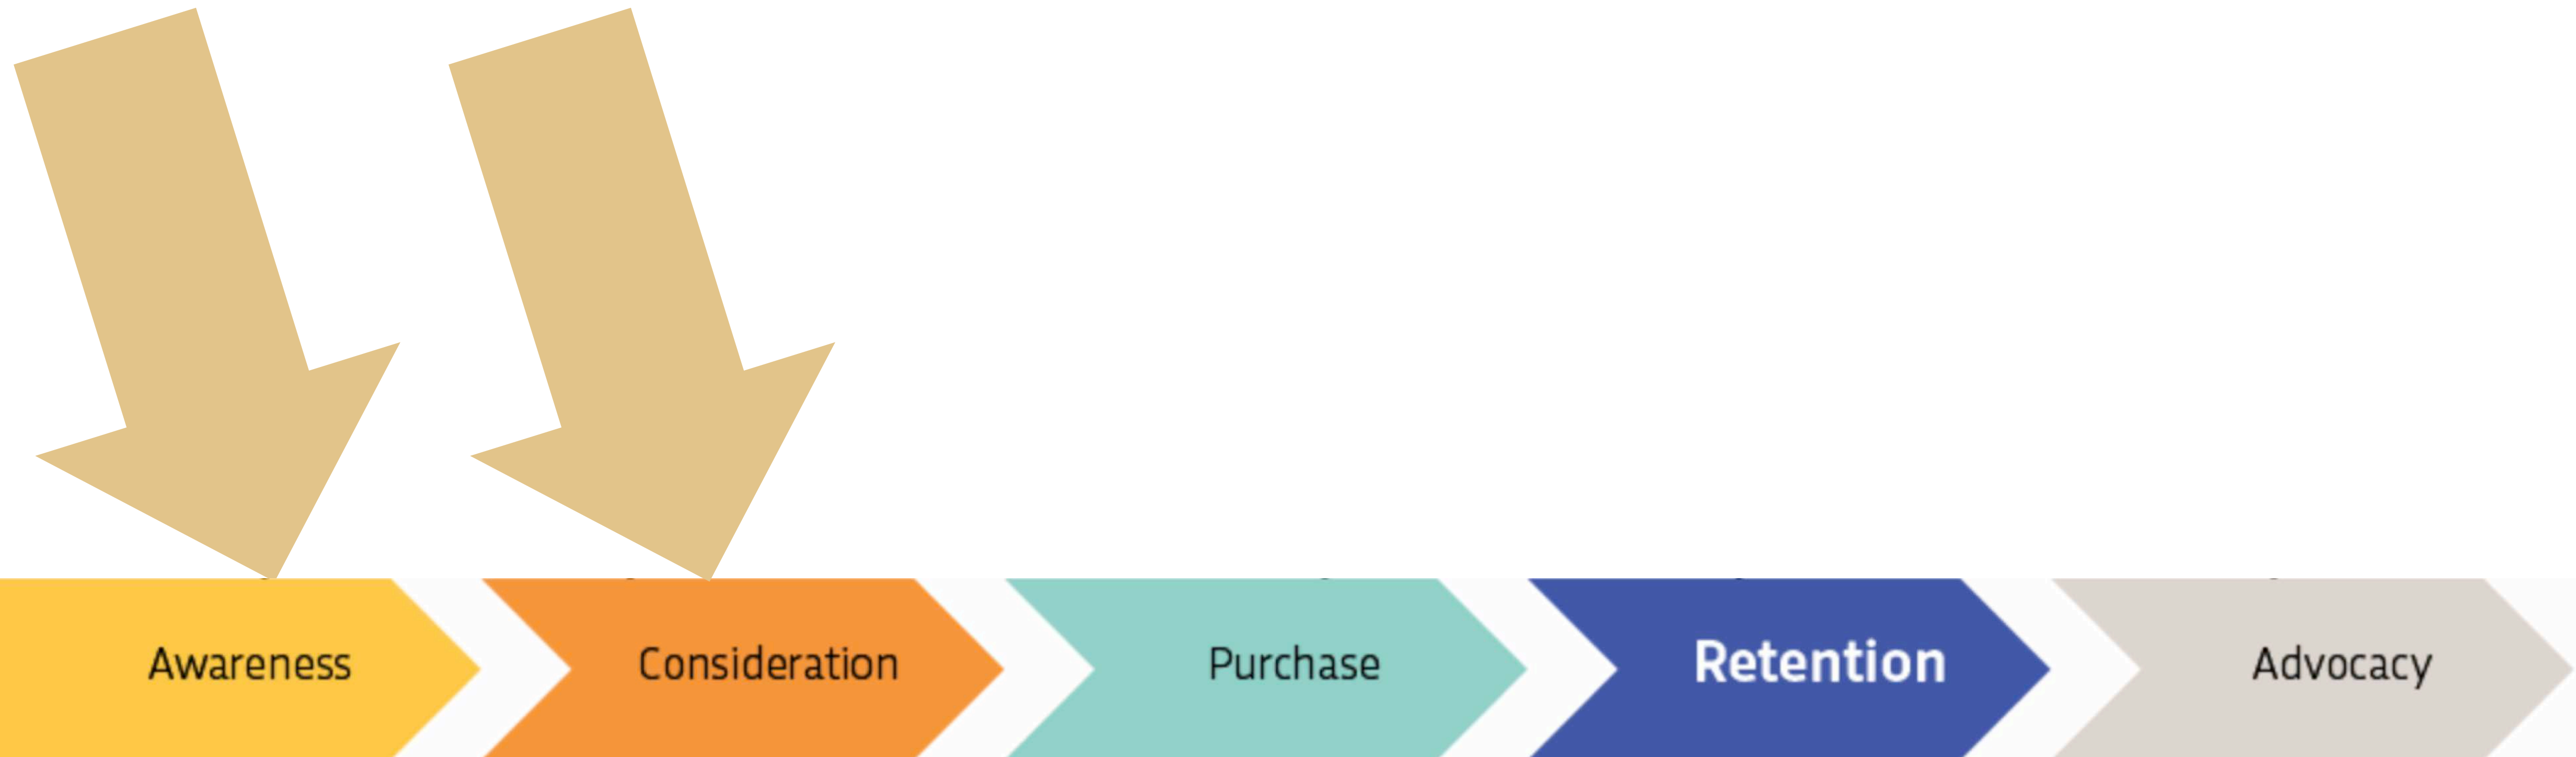 Awareness
Consideration
Purchase
Retention
Advocacy